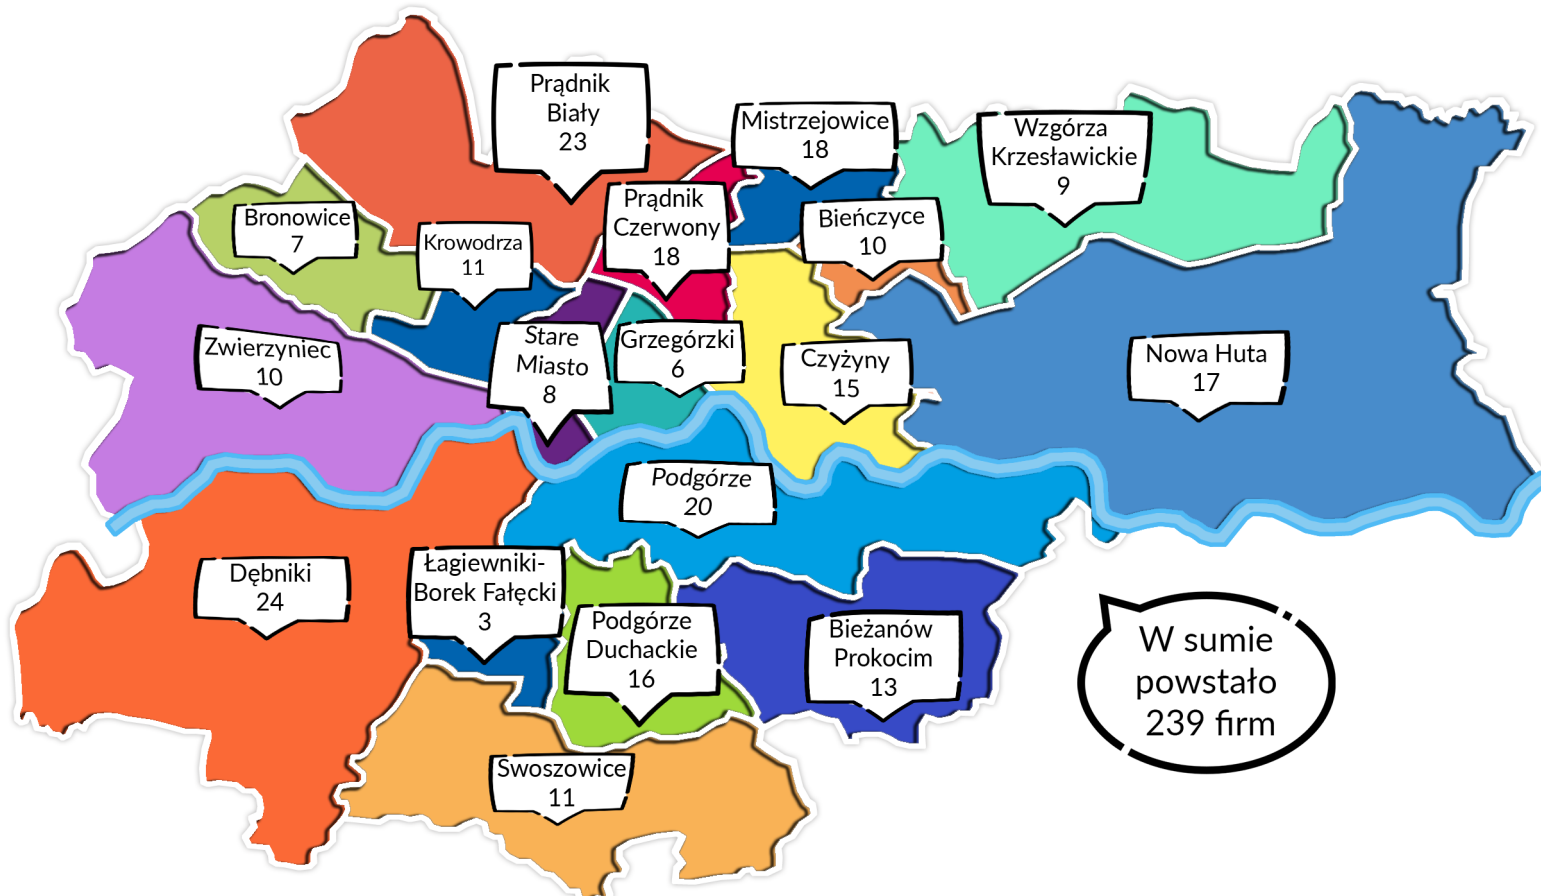 Prądnik
Biały
23
Mistrzejowice
18
Wzgórza
Krzesławickie
9
Bronowice
7
Krowodrza
11
Prądnik
Czerwony
18
Bieńczyce
10
Zwierzyniec
10
Stare
Miasto
8
Grzegórzki
6
Czyżyny
15
Nowa Huta
17
Podgórze
20
Dębniki
24
Łagiewniki-
Borek Fałęcki
3
Podgórze
Duchackie
16
Bieżanów
Prokocim
13
W sumie
powstało
239 firm
Swoszowice
11